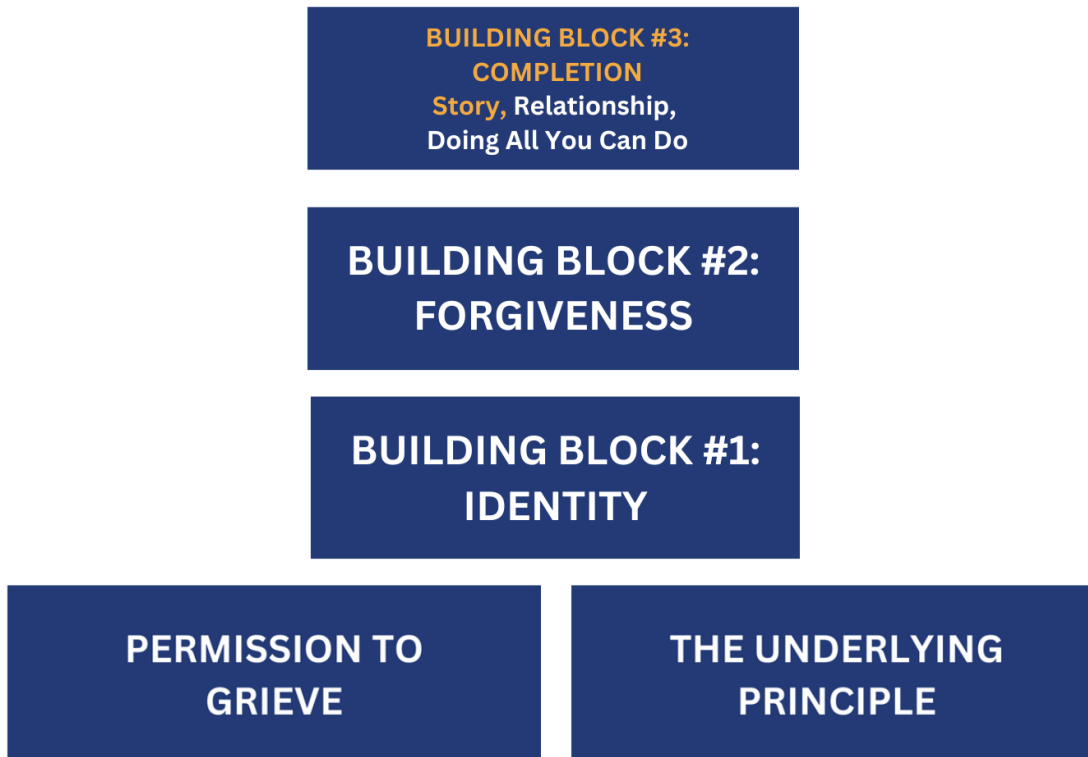 BUILDING BLOCK #3:
COMPLETION
Story, Relationship,
Doing All You Can Do
BUILDING BLOCK #2:
FORGIVENESS
BUILDING BLOCK #1:
IDENTITY
PERMISSION TO
GRIEVE
THE UNDERLYING
PRINCIPLE